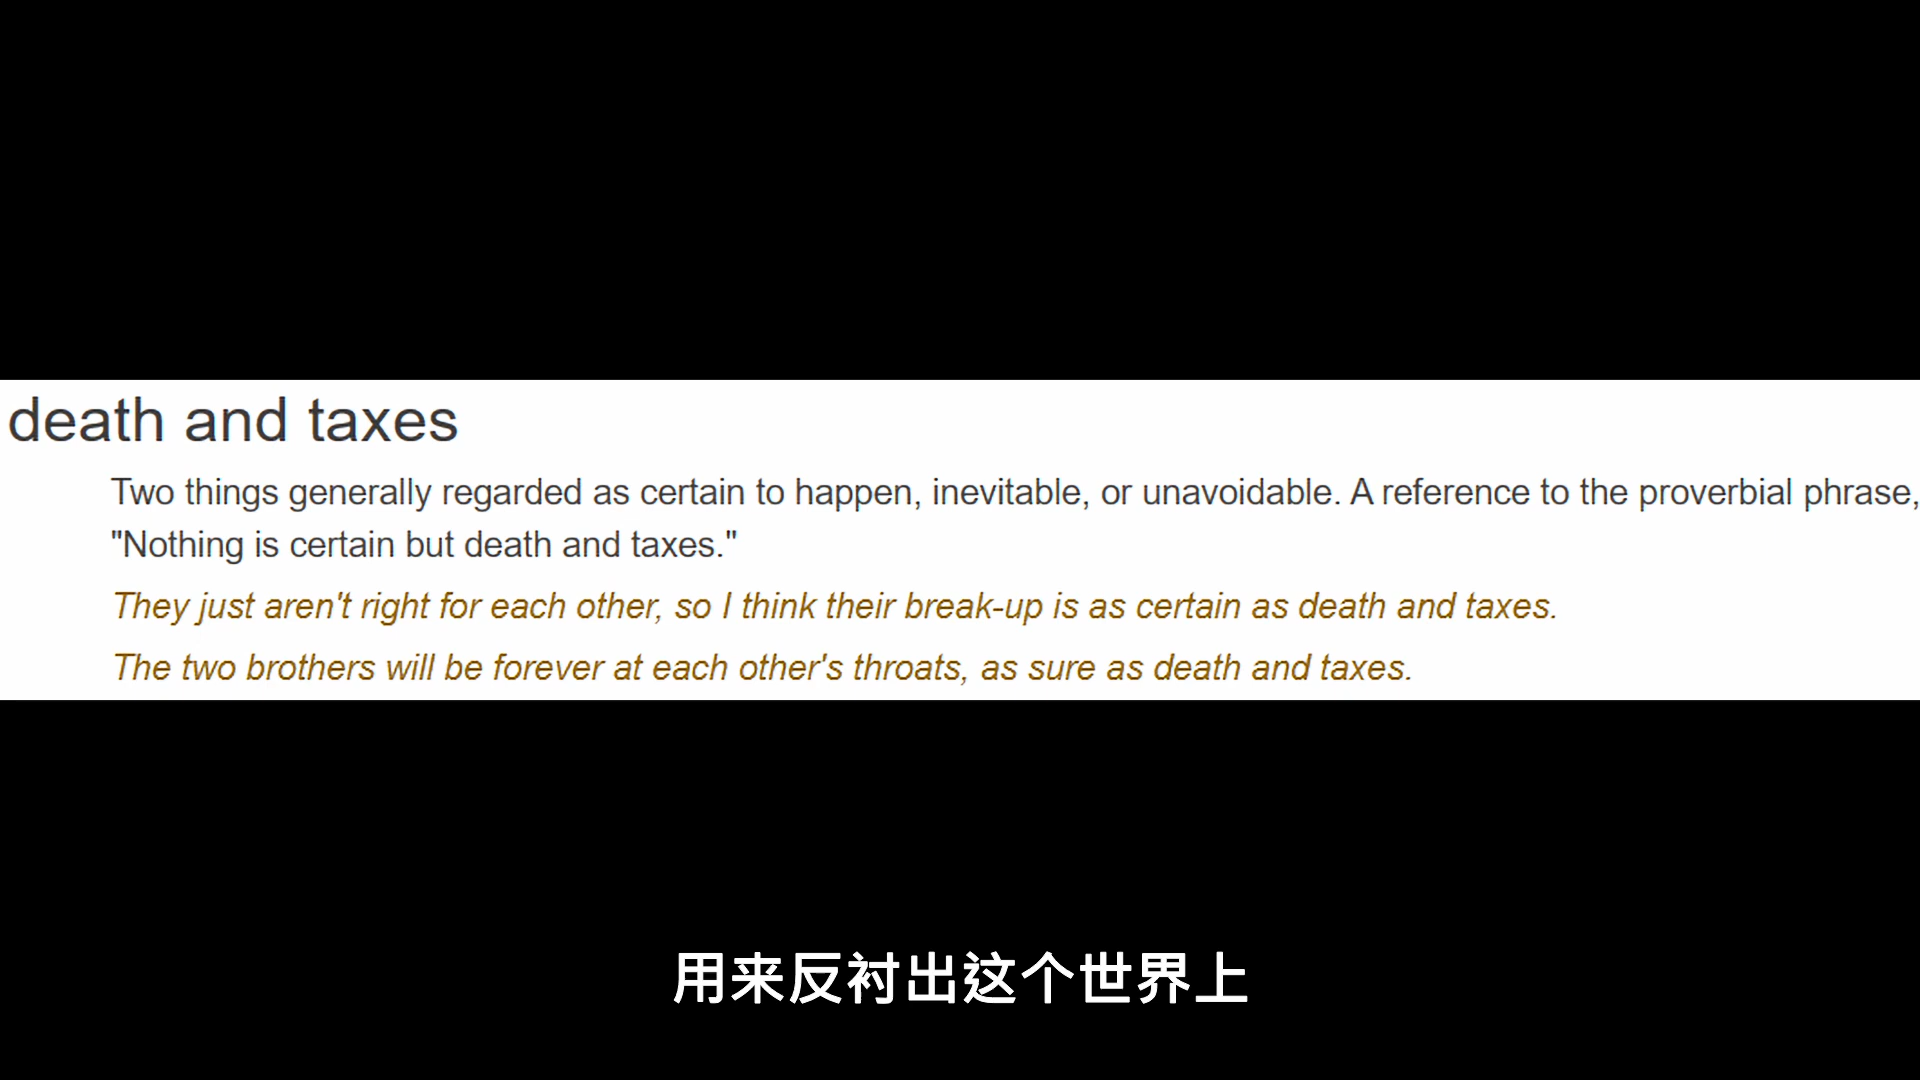 death and taxes
Two things generally regarded as certain to happen, inevitable, or unavoidable. A reference to the proverbial phrase,
"Nothing is certain but death and taxes."
They just aren't right for each other, so I think their break-up is as certain as death and taxes.
The two brothers will be forever at each other's throats, as sure as death and taxes.
用来反衬出这个世界上